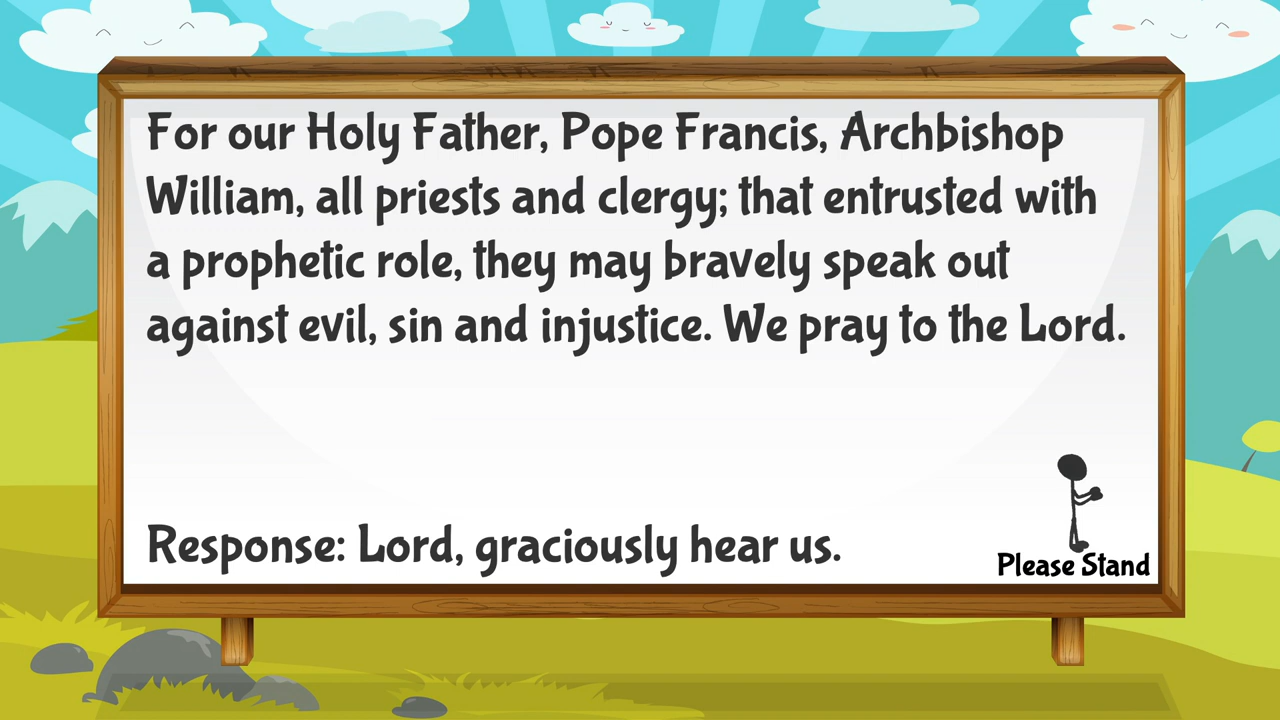 For our Holy Father, Pope Francis, Archbishop
William, all priests and clergy; that entrusted with
a prophetic role, they may bravely speak out
against evil, sin and injustice. We pray to the Lord.
Response: Lord, graciously hear us.
Please Stand